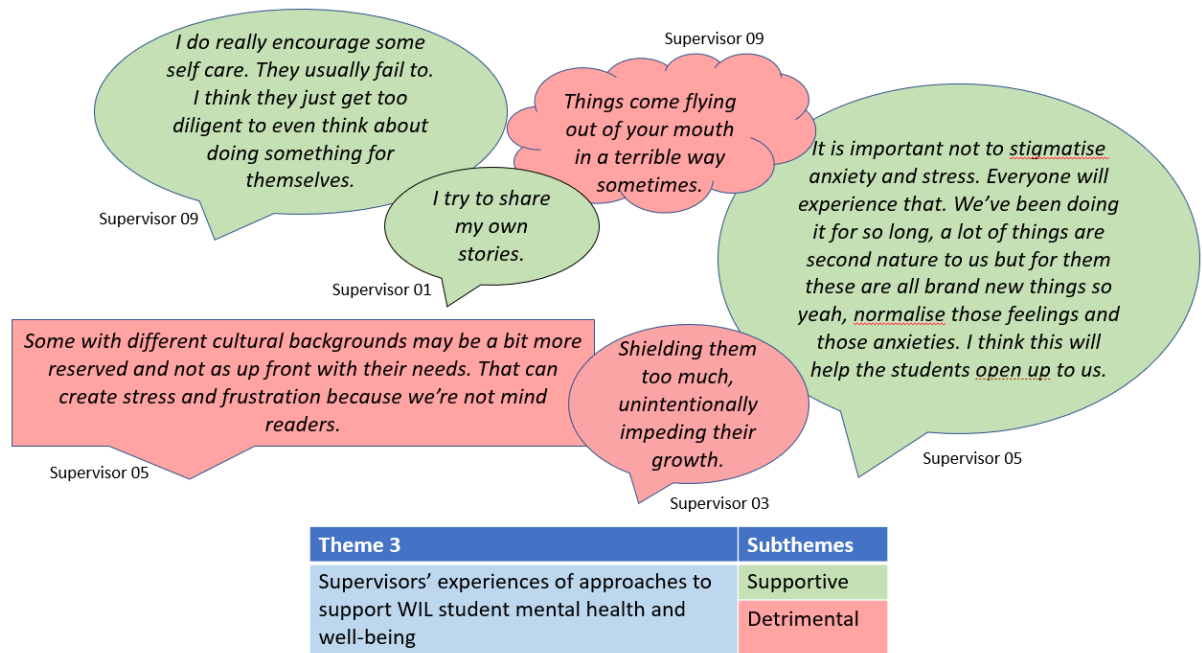 I do really encourage some
self care. They usually fail to.
I think they just get too
diligent to even think about
doing something for
themselves.
Supervisor 09
Supervisor 09
Things come flying
out of your mouth
in a terrible way
sometimes.
I try to share
my own
stories.
Supervisor 01
It is important not to stigmatise
anxiety and stress. Everyone will
experience that. We’ve been doing
it for so long, a lot of things are
second nature to us but for them
these are all brand new things so
yeah, normalise those feelings and
those anxieties. I think this will
help the students open up to us.
Supervisor 05
Some with different cultural backgrounds may be a bit more
reserved and not as up front with their needs. That can
create stress and frustration because we’re not mind
readers.
Supervisor 05
Shielding them
too much,
unintentionally
impeding their
growth.
Supervisor 03
Theme 3
Subthemes
Supervisors’ experiences of approaches to
support WIL student mental health and
well-being
Supportive
Detrimental